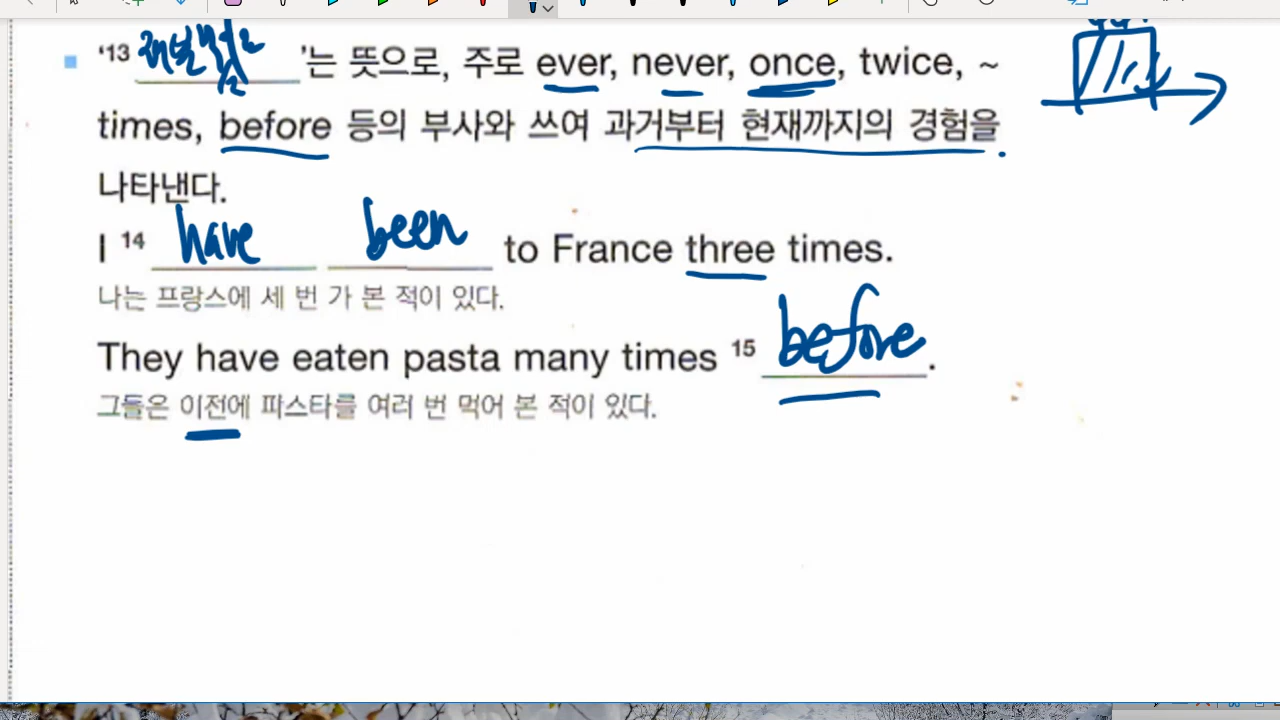 ‘13 해본 적 있 ’는 뜻으로, 주로 ever, never, once, twice, ~
times, before 등의 부사와 쓰여 과거부터 현재까지의 경험을
나타낸다.
I 14 have been to France three times.
나는 프랑스에 세 번 가 본 적이 있다.
They have eaten pasta many times 15 before.
그들은 이전에 파스타를 여러 번 먹어 본 적이 있다.